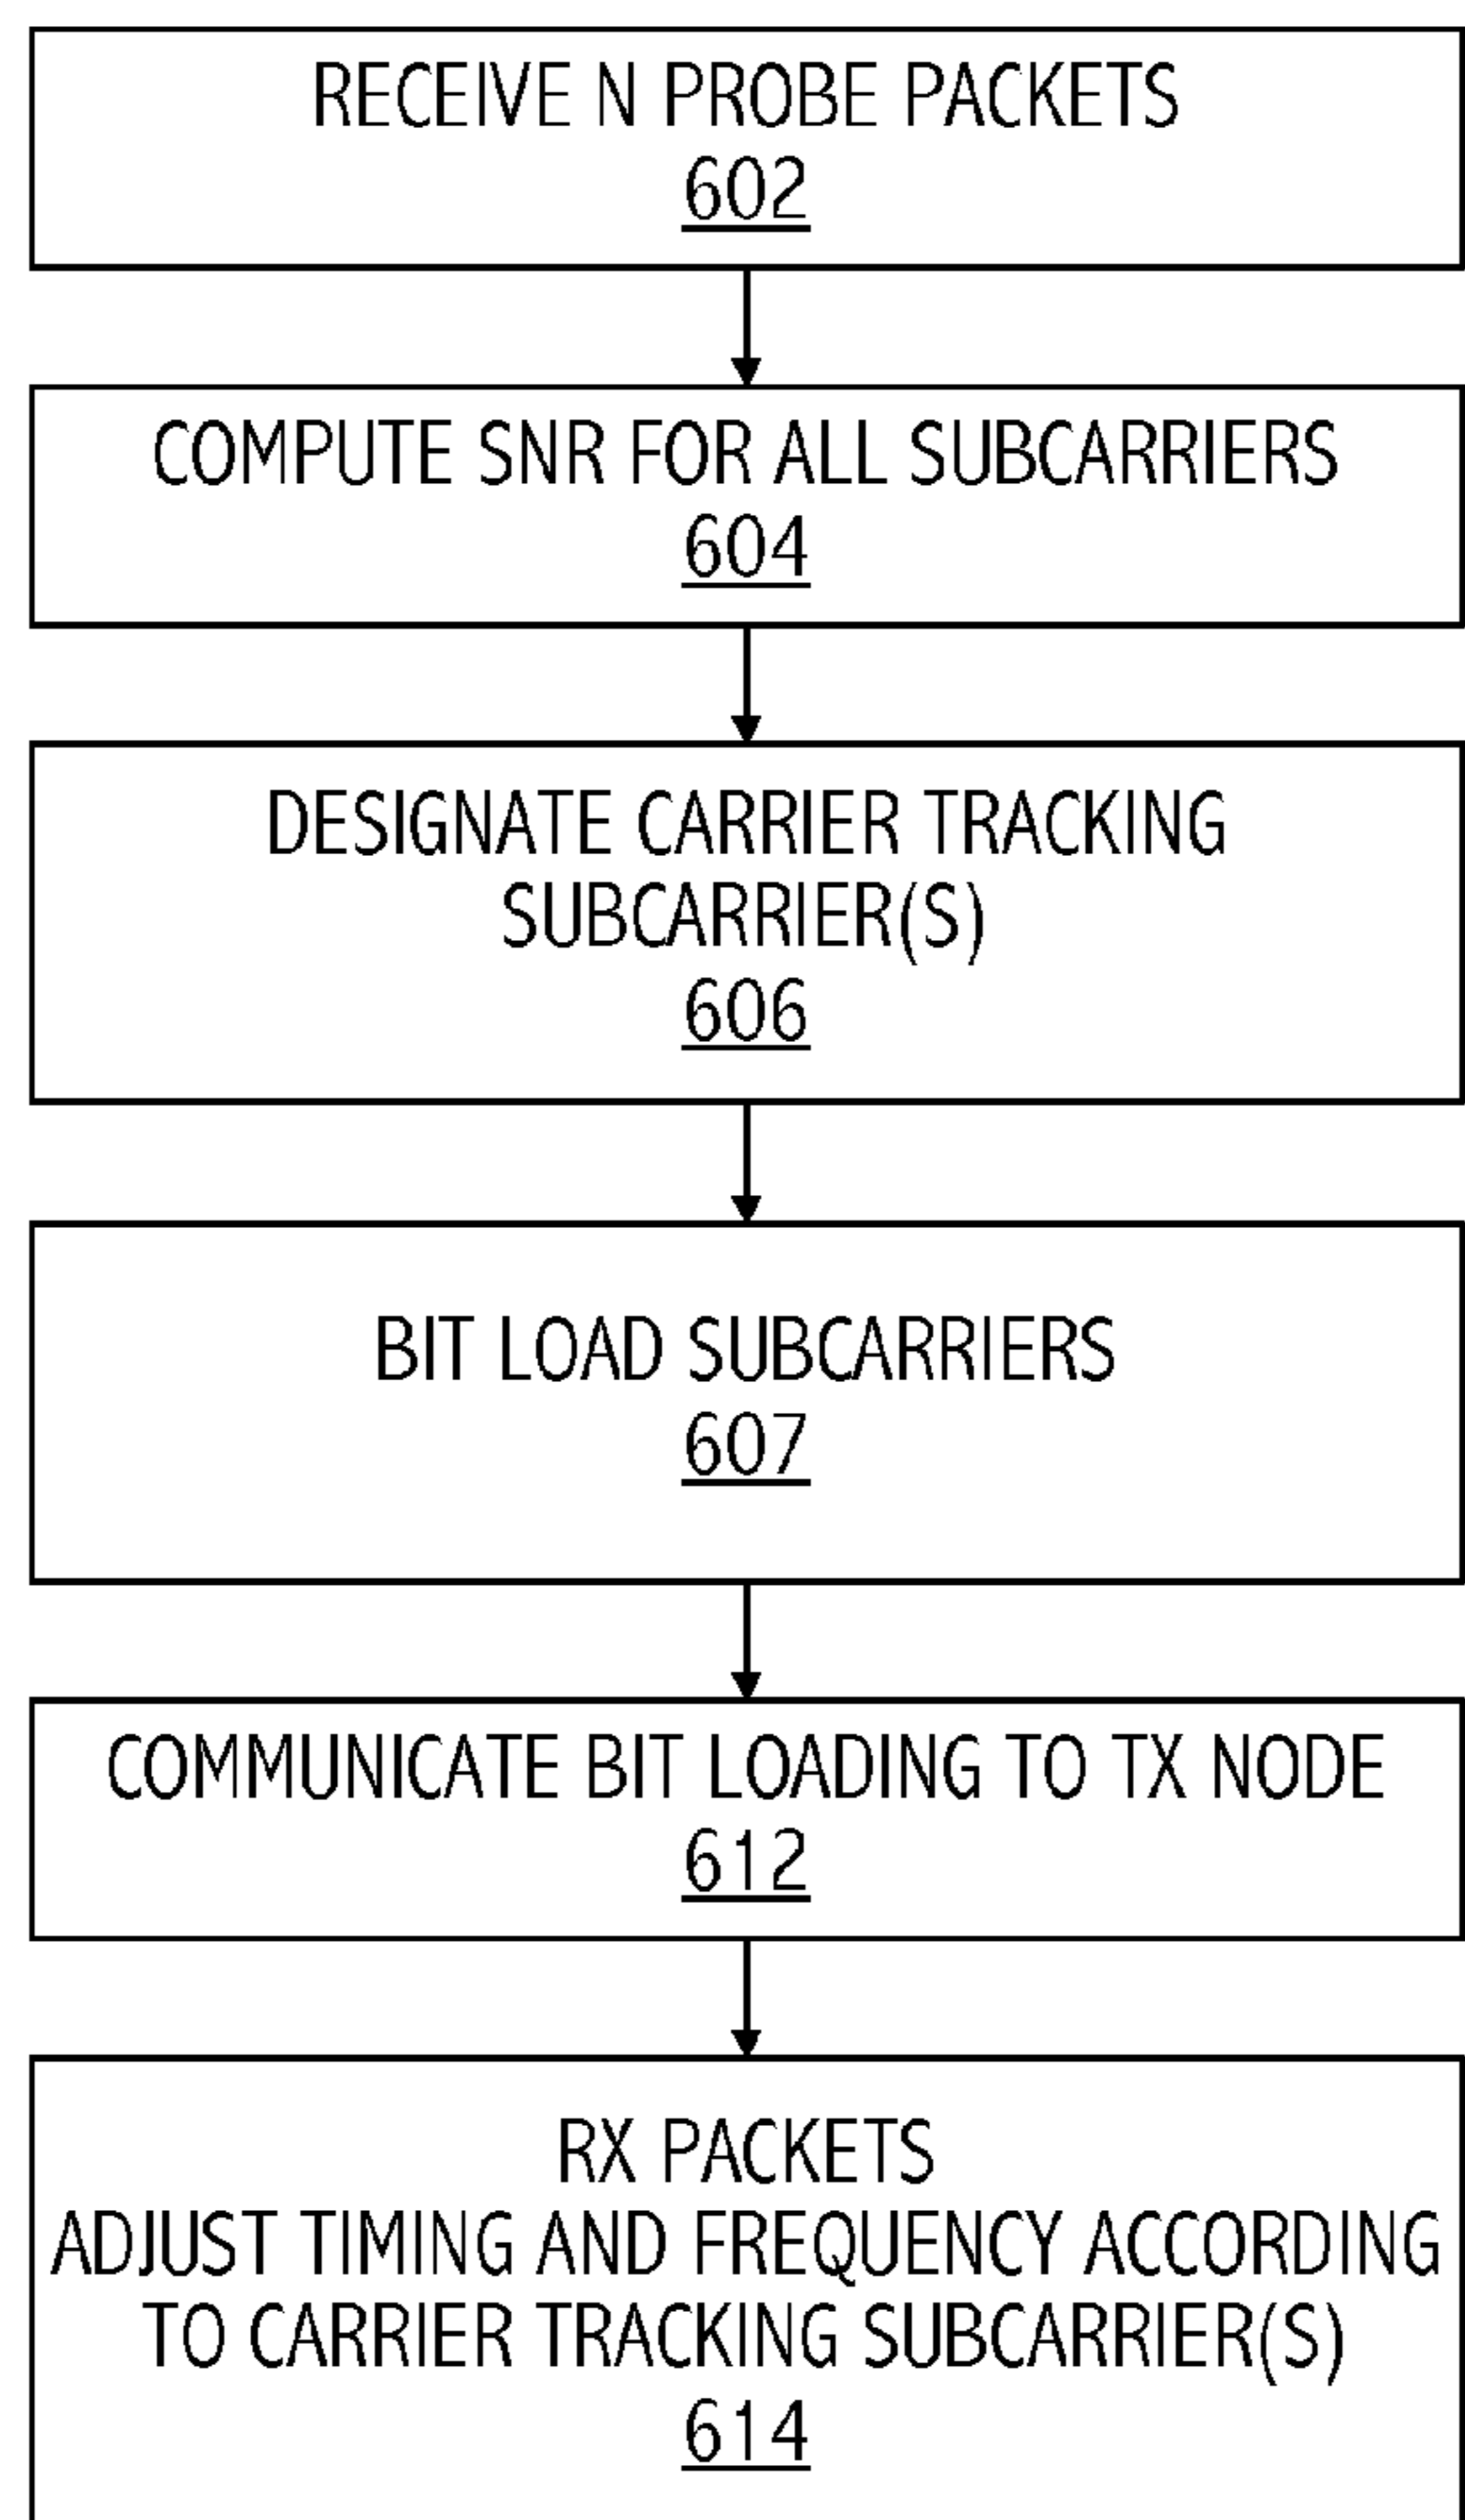 RECEIVE N PROBE PACKETS
602
COMPUTE SNR FOR ALL SUBCARRIERS
604
DESIGNATE CARRIER TRACKING
SUBCARRIER(S)
606
BIT LOAD SUBCARRIERS
607
COMMUNICATE BIT LOADING TO TX NODE
612
RX PACKETS
ADJUST TIMING AND FREQUENCY ACCORDING
TO CARRIER TRACKING SUBCARRIER(S)
614